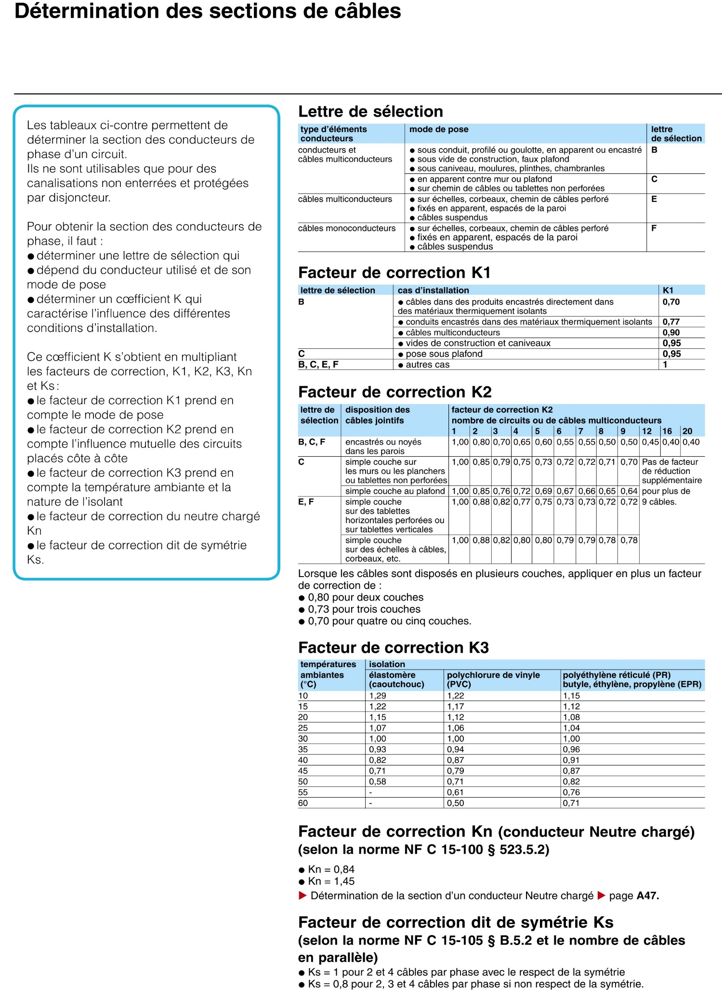 Détermination des sections de câbles
Les tableaux ci-contre permettent de
déterminer la section des conducteurs de
phase d'un circuit.
Ils ne sont utilisables que pour des
canalisations non enterrées et protégées
par disjoncteur.
Pour obtenir la section des conducteurs de
phase, il faut :
● déterminer une lettre de sélection qui
● dépend du conducteur utilisé et de son
mode de pose
● déterminer un cœfficient K qui
caractérise l'influence des différentes
conditions d'installation.
Ce cœfficient K s'obtient en multipliant
les facteurs de correction, K1, K2, K3, Kn
et Ks :
● le facteur de correction K1 prend en
compte le mode de pose
● le facteur de correction K2 prend en
compte l'influence mutuelle des circuits
placés côte à côte
● le facteur de correction K3 prend en
compte la température ambiante et la
nature de l'isolant
● le facteur de correction du neutre chargé
Kn
● le facteur de correction dit de symétrie
Ks.
Lettre de sélection
type d'éléments mode de pose lettre
conducteurs de sélection
conducteurs et ● sous conduit, profilé ou goulotte, en apparent ou encastré B
câbles multiconducteurs ● sous vide de construction, faux plafond
● sous caniveau, moulures, plinthes, chambranles
● en apparent contre mur ou plafond C
● sur chemin de câbles ou tablettes non perforées
câbles multiconducteurs ● sur échelles, corbeaux, chemin de câbles perforé E
● fixés en apparent, espacés de la paroi
● câbles suspendus
câbles monoconducteurs ● sur échelles, corbeaux, chemin de câbles perforé F
● fixés en apparent, espacés de la paroi
● câbles suspendus
Facteur de correction K1
lettre de sélection cas d'installation K1
B ● câbles dans des produits encastrés directement dans 0,70
des matériaux thermiquement isolants
● conduits encastrés dans des matériaux thermiquement isolants 0,77
● câbles multiconducteurs 0,90
● vides de construction et caniveaux 0,95
C ● pose sous plafond 0,95
B, C, E, F ● autres cas 1
Facteur de correction K2
lettre de disposition des facteur de correction K2
sélection câbles jointifs nombre de circuits ou de câbles multiconducteurs
1 2 3 4 5 6 7 8 9 12 16 20
B, C, F encastrés ou noyés 1,00 0,80 0,70 0,65 0,60 0,55 0,55 0,50 0,50 0,45 0,40 0,40
dans les parois
C simple couche sur 1,00 0,85 0,79 0,75 0,73 0,72 0,72 0,71 0,70 Pas de facteur
les murs ou les planchers de réduction
ou tablettes non perforées supplémentaire
simple couche au plafond 1,00 0,85 0,76 0,72 0,69 0,67 0,66 0,65 0,64 pour plus de
E, F simple couche 1,00 0,88 0,82 0,77 0,75 0,73 0,73 0,72 0,72 9 câbles.
sur des tablettes
horizontales perforées ou
sur tablettes verticales
simple couche 1,00 0,88 0,82 0,80 0,80 0,79 0,79 0,78 0,78
sur des échelles à câbles,
corbeaux, etc.
Lorsque les câbles sont disposés en plusieurs couches, appliquer en plus un facteur
de correction de :
● 0,80 pour deux couches
● 0,73 pour trois couches
● 0,70 pour quatre ou cinq couches.
Facteur de correction K3
températures isolation
ambiantes élastomère polychlorure de vinyle polyéthylène réticulé (PR)
(°C) (caoutchouc) (PVC) butyle, éthylène, propylène (EPR)
10 1,29 1,22 1,15
15 1,22 1,17 1,12
20 1,15 1,12 1,08
25 1,07 1,06 1,04
30 1,00 1,00 1,00
35 0,93 0,94 0,96
40 0,82 0,87 0,91
45 0,71 0,79 0,87
50 0,58 0,71 0,82
55 - 0,61 0,76
60 - 0,50 0,71
Facteur de correction Kn (conducteur Neutre chargé)
(selon la norme NF C 15-100 § 523.5.2)
● Kn = 0,84
● Kn = 1,45
▶ Détermination de la section d'un conducteur Neutre chargé ▶ page A47.
Facteur de correction dit de symétrie Ks
(selon la norme NF C 15-105 § B.5.2 et le nombre de câbles
en parallèle)
● Ks = 1 pour 2 et 4 câbles par phase avec le respect de la symétrie
● Ks = 0,8 pour 2, 3 et 4 câbles par phase si non respect de la symétrie.